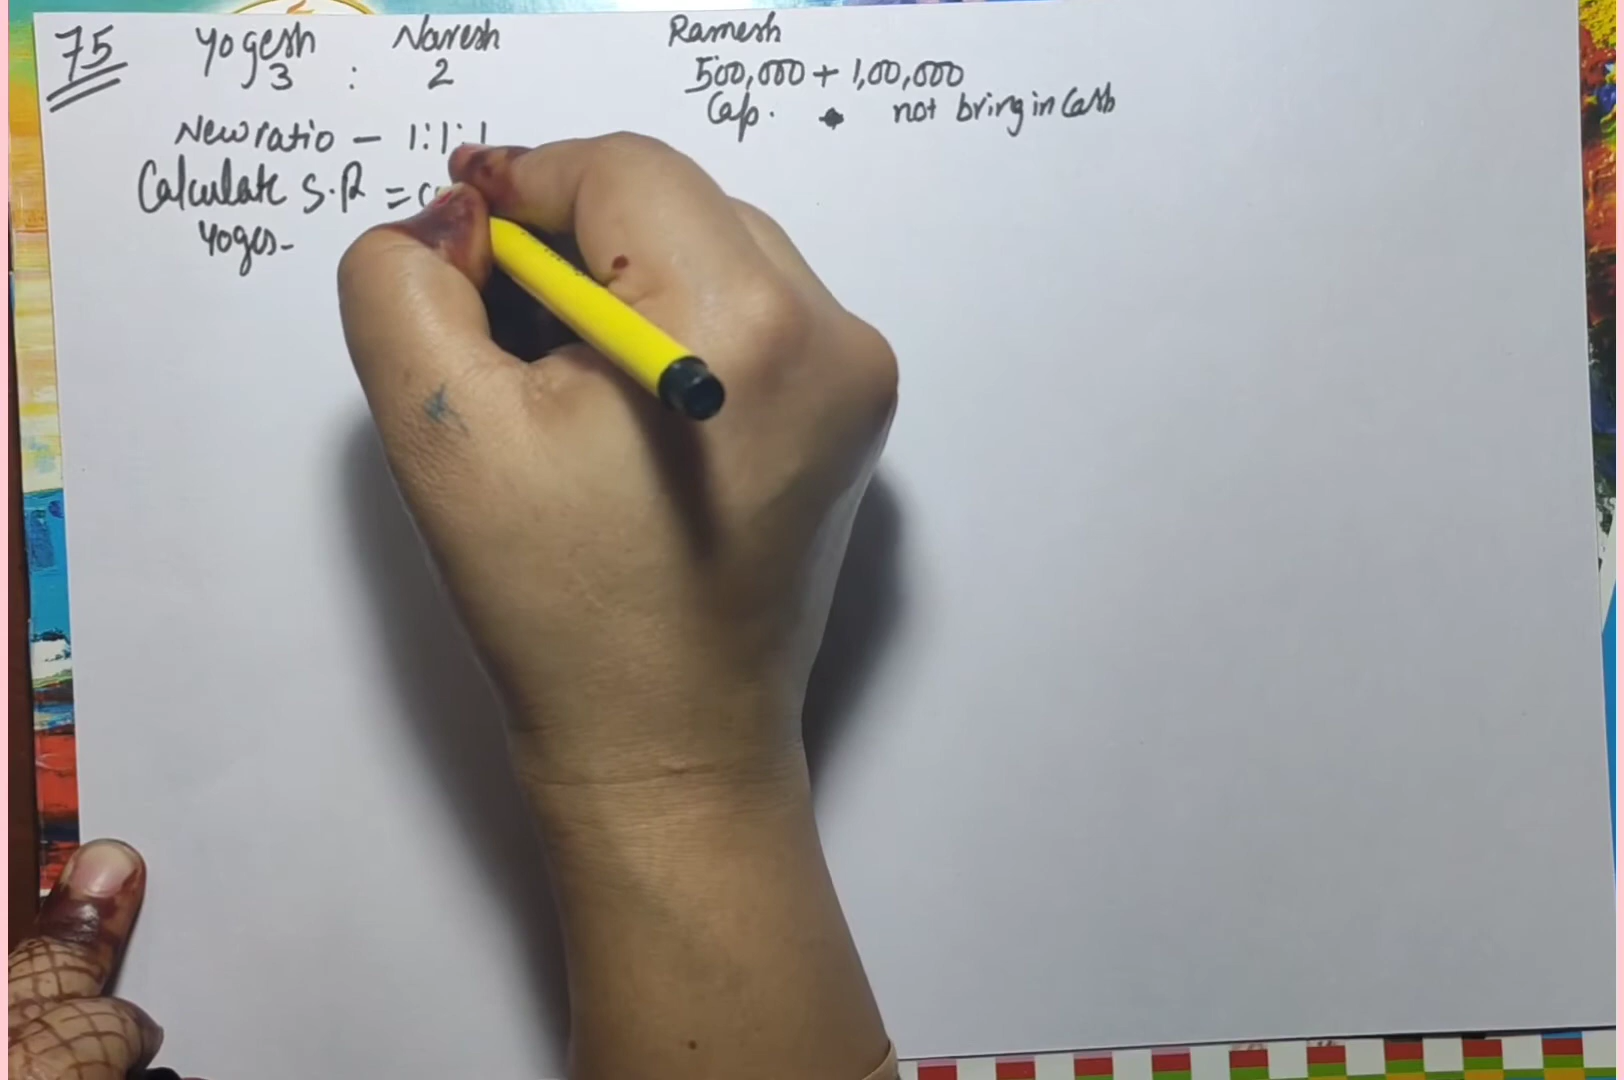 75 Yogesh Naresh Ramesh
3 : 2 500,000 + 1,00,000
Cap. not bring in Cash
New ratio - 1:1:1
Calculate S.R =
Yoges-